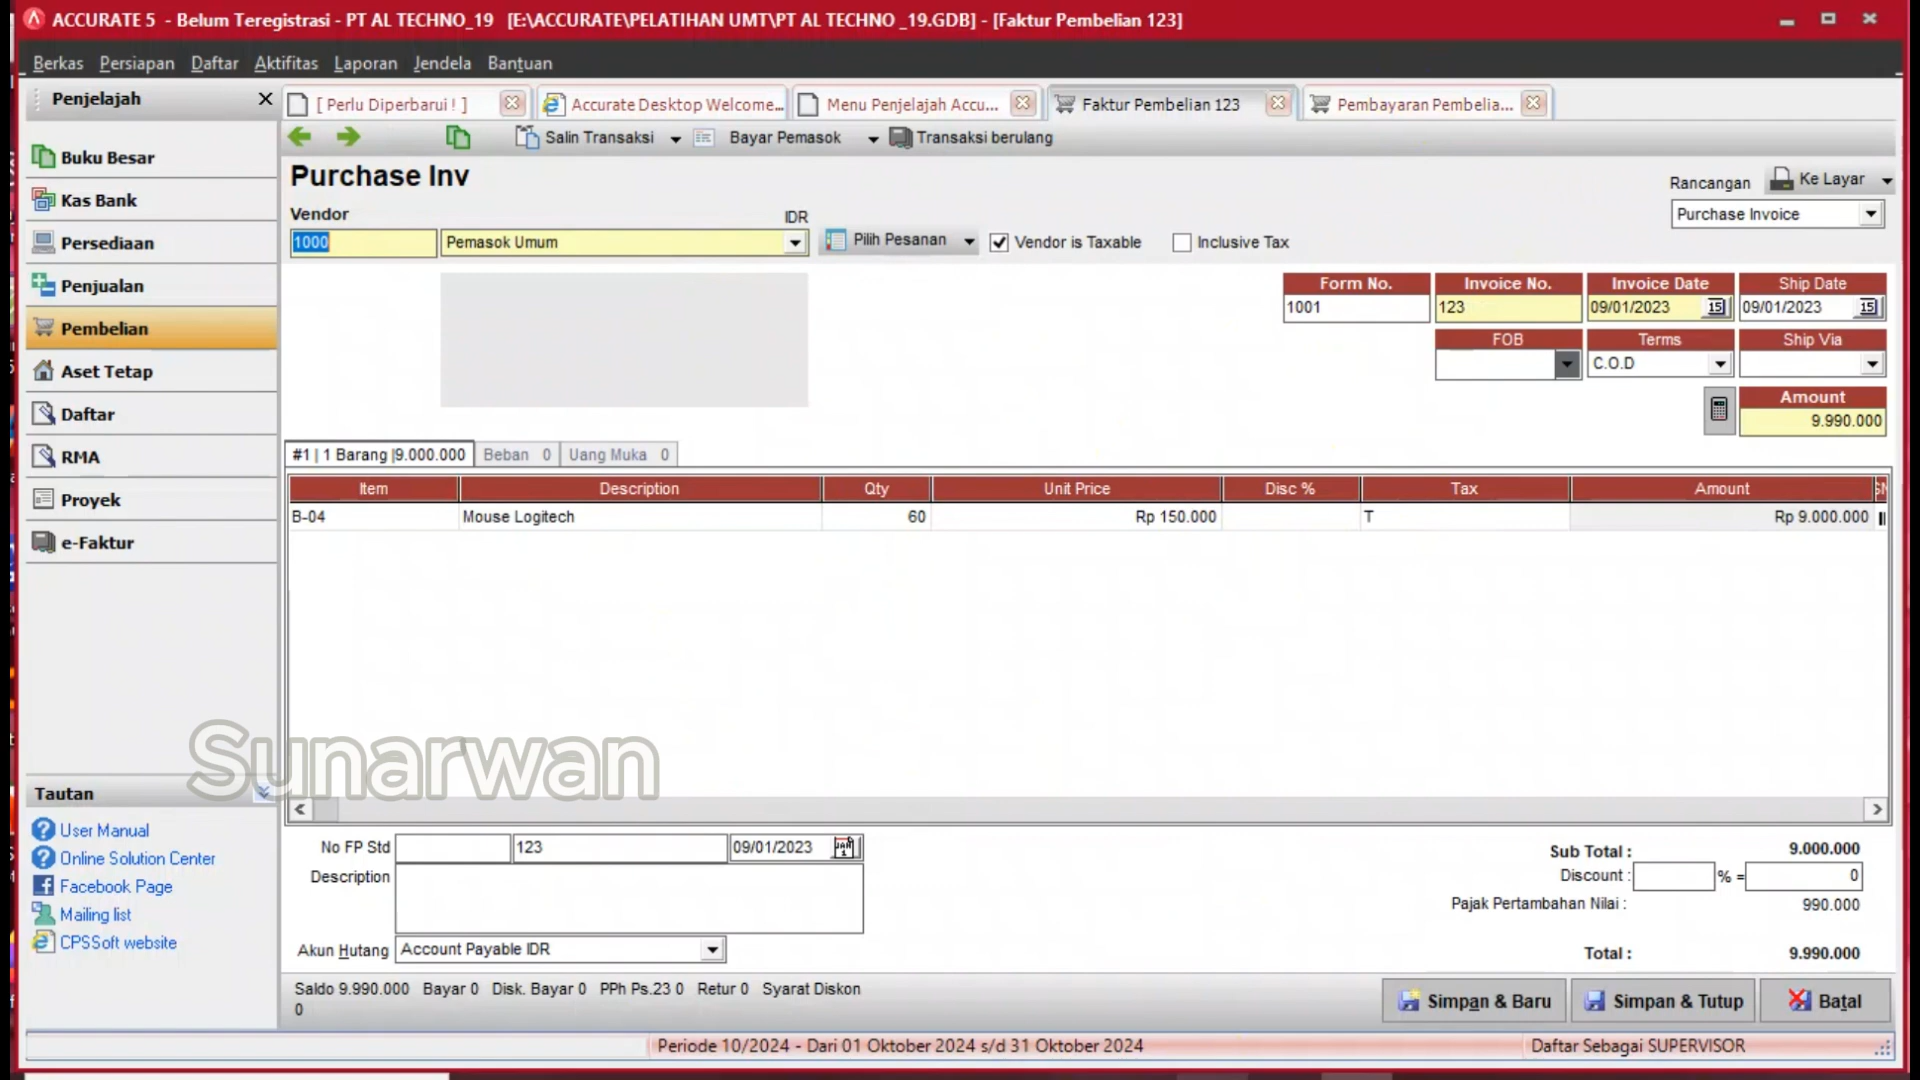 ACCURATE 5 - Belum Teregistrasi - PT AL TECHNO_19 [E:\ACCURATE\PELATIHAN UMT\PT AL TECHNO _19.GDB] - [Faktur Pembelian 123]
Berkas Persiapan Daftar Aktifitas Laporan Jendela Bantuan
Penjelajah
[ Perlu Diperbarui ! ] Accurate Desktop Welcome... Menu Penjelajah Accu... Faktur Pembelian 123 Pembayaran Pembelia...
Salin Transaksi Bayar Pemasok Transaksi berulang
Buku Besar
Kas Bank
Persediaan
Penjualan
Pembelian
Aset Tetap
Daftar
RMA
Proyek
e-Faktur
Purchase Inv
Rancangan Ke Layar
Purchase Invoice
Vendor IDR
1000 Pemasok Umum Pilih Pesanan Vendor is Taxable Inclusive Tax
Form No. Invoice No. Invoice Date Ship Date
1001 123 09/01/2023 15 09/01/2023 15
FOB Terms Ship Via
C.O.D
Amount
9.990.000
#1 | 1 Barang |9.000.000 Beban 0 Uang Muka 0
Item Description Qty Unit Price Disc % Tax Amount SN
B-04 Mouse Logitech 60 Rp 150.000 T Rp 9.000.000
Sunarwan
Tautan
User Manual
Online Solution Center
Facebook Page
Mailing list
CPSSoft website
No FP Std 123 09/01/2023
Description
Akun Hutang Account Payable IDR
Sub Total : 9.000.000
Discount : % = 0
Pajak Pertambahan Nilai : 990.000
Total : 9.990.000
Saldo 9.990.000 Bayar 0 Disk. Bayar 0 PPh Ps.23 0 Retur 0 Syarat Diskon
0
Simpan & Baru Simpan & Tutup Batal
Periode 10/2024 - Dari 01 Oktober 2024 s/d 31 Oktober 2024 Daftar Sebagai SUPERVISOR